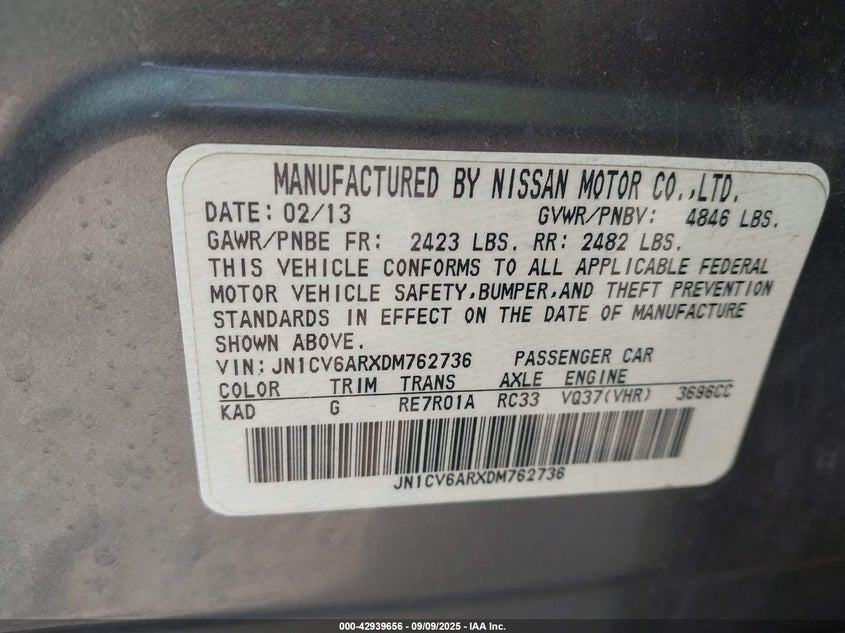 MANUFACTURED BY NISSAN MOTOR CO.,LTD.
DATE: 02/13 GVWR/PNBV: 4846 LBS.
GAWR/PNBE FR: 2423 LBS. RR: 2482 LBS.
THIS VEHICLE CONFORMS TO ALL APPLICABLE FEDERAL
MOTOR VEHICLE SAFETY,BUMPER,AND THEFT PREVENTION
STANDARDS IN EFFECT ON THE DATE OF MANUFACTURE
SHOWN ABOVE.
VIN: JN1CV6ARXDM762736 PASSENGER CAR
COLOR TRIM TRANS AXLE ENGINE
KAD G RE7R01A RC33 VQ37(VHR) 3696CC
JN1CV6ARXDM762736
000-42939656 - 09/09/2025 - IAA Inc.